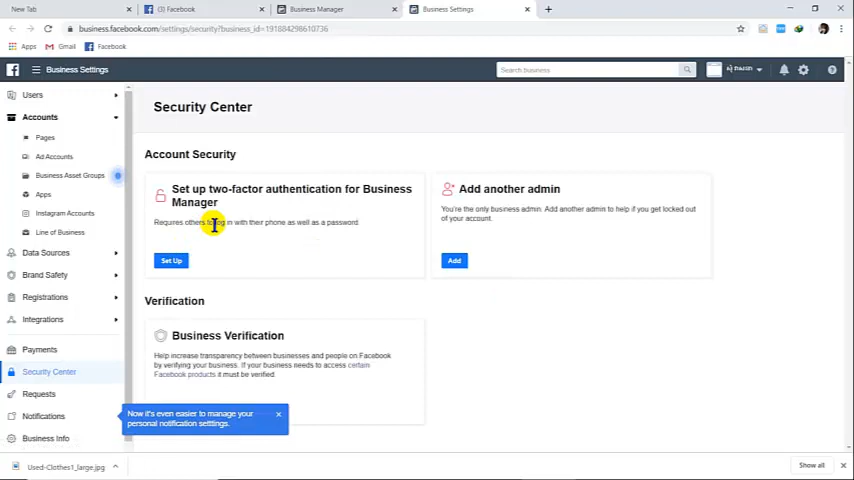 New Tab
(3) Facebook
Business Manager
Business Settings
business.facebook.com/settings/security?business_id=191884298610736
Apps
Gmail
Facebook
Business Settings
Search business
Users
Accounts
Pages
Ad Accounts
Business Asset Groups
Apps
Instagram Accounts
Line of Business
Data Sources
Brand Safety
Registrations
Integrations
Payments
Security Center
Requests
Notifications
Business Info
Security Center
Account Security
Set up two-factor authentication for Business
Manager
Requires others to log in with their phone as well as a password
Set Up
Add another admin
You're the only business admin. Add another admin to help if you get locked out
of your account.
Add
Verification
Business Verification
Help increase transparency between businesses and people on Facebook
by verifying your business. If your business needs to access certain
Facebook products it must be verified
Now it's even easier to manage your
personal notification setttings.
Used-Clothes1_large.jpg
Show all